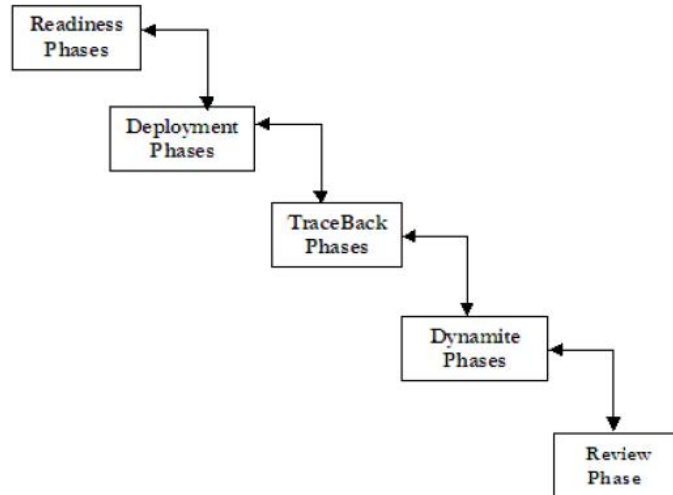 Readiness
Phases
Deployment
Phases
TraceBack
Phases
Dynamite
Phases
Review
Phase